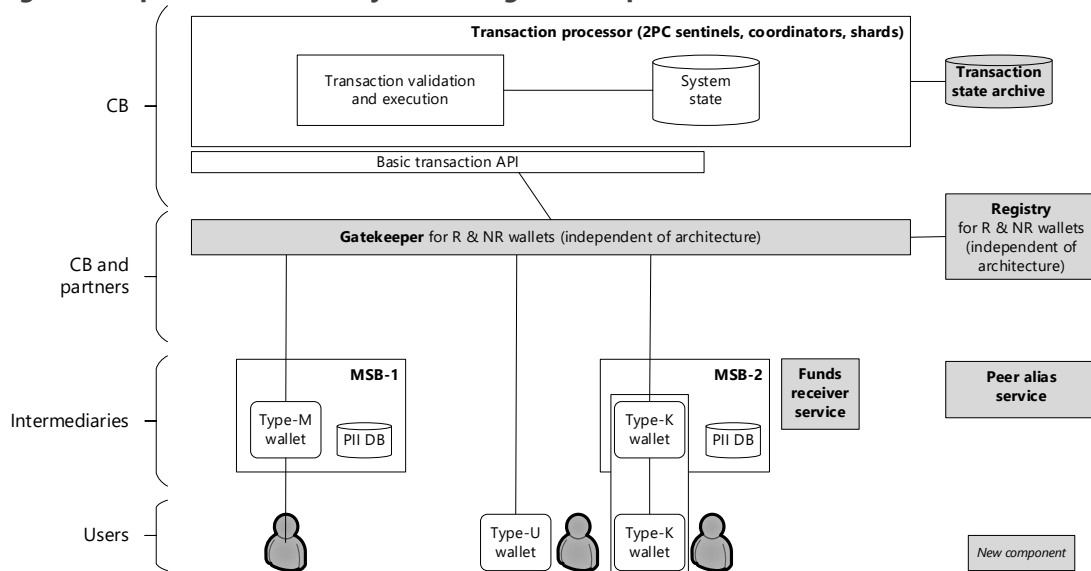 Transaction processor (2PC sentinels, coordinators, shards)
Transaction validation
and execution
System
state
Transaction
state archive
CB
Basic transaction API
Gatekeeper for R & NR wallets (independent of architecture)
Registry
for R & NR wallets
(independent of
architecture)
CB and
partners
MSB-1
MSB-2
Funds
receiver
service
Peer alias
service
Intermediaries
Type-M
wallet
PII DB
Type-K
wallet
PII DB
Users
Type-U
wallet
Type-K
wallet
New component